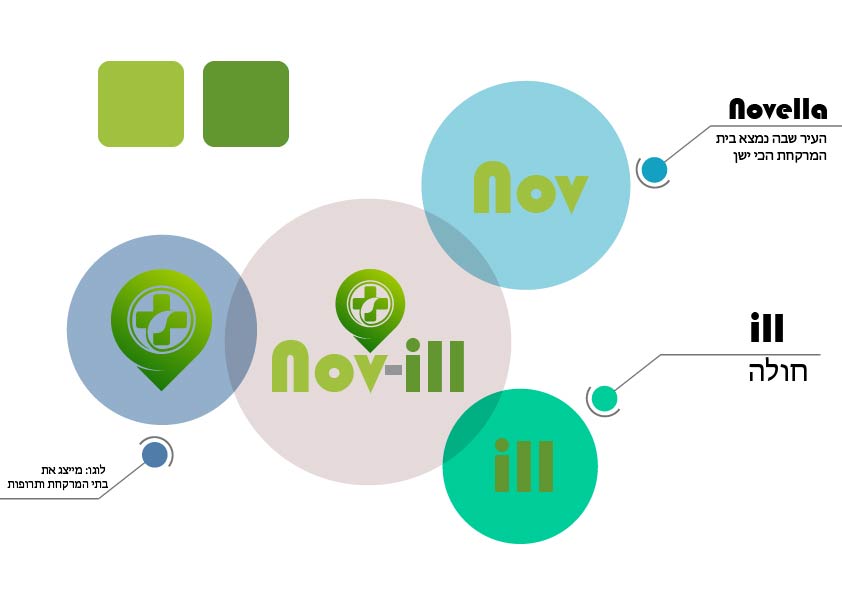 Novella
העיר שבה נמצא בית
המרקחת הכי ישן
Nov
Nov-ill
ill
חולה
ill
לוגו: מייצג את
בתי המרקחת ותרופות